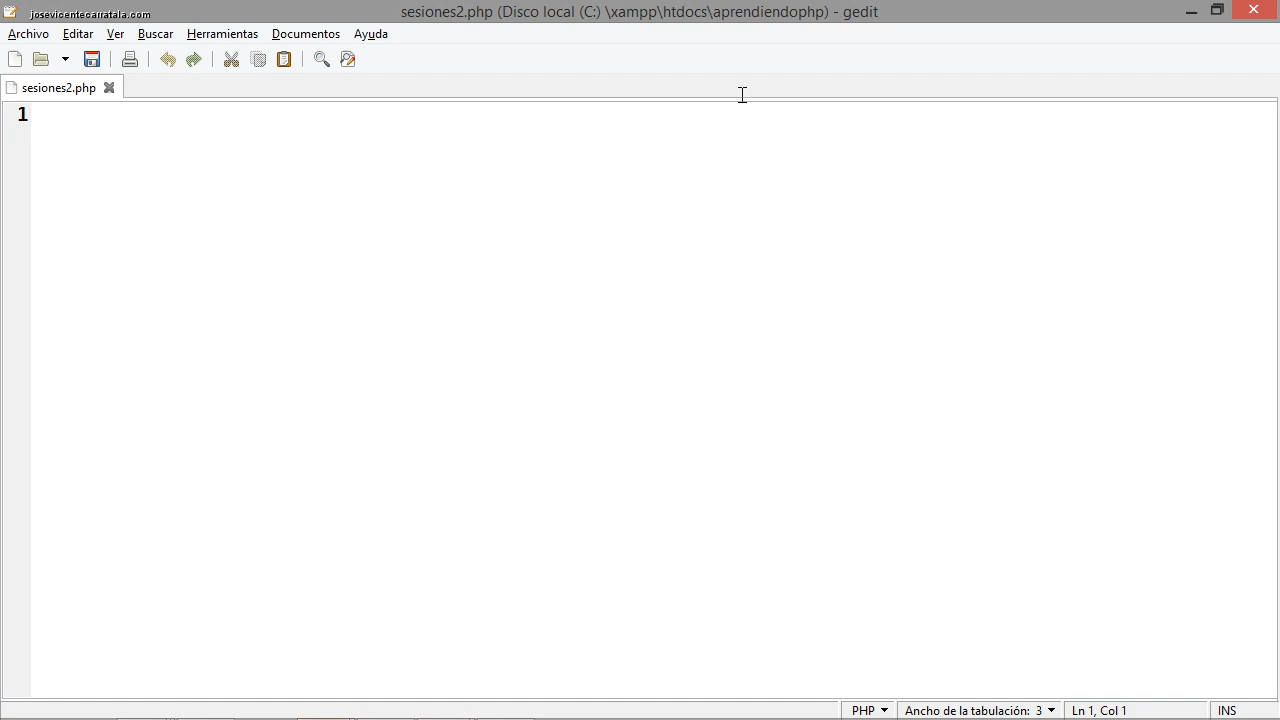 josevicentecarratala.com
sesiones2.php (Disco local (C:) \xampp\htdocs\aprendiendophp) - gedit
Archivo Editar Ver Buscar Herramientas Documentos Ayuda
sesiones2.php
1
PHP Ancho de la tabulación: 3 Ln 1, Col 1 INS